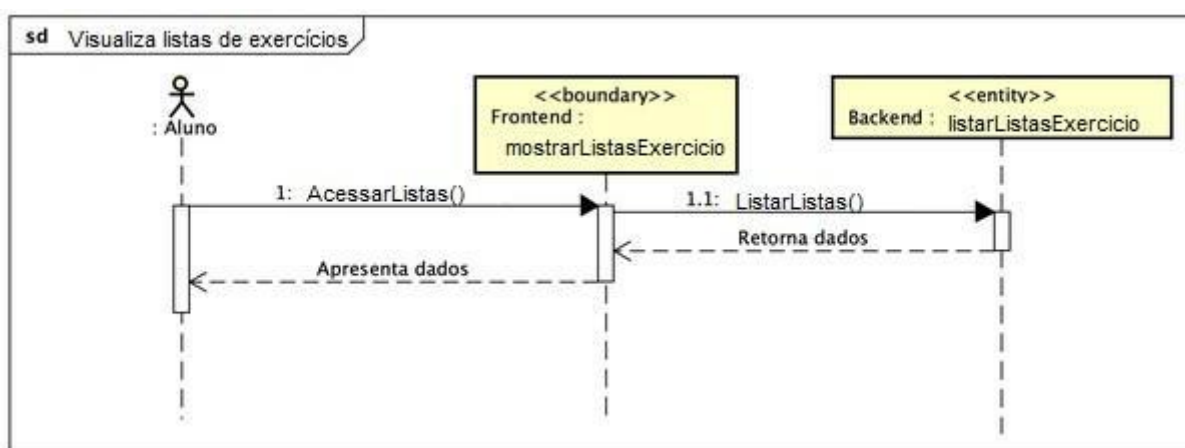 sd Visualiza listas de exercícios
: Aluno
<<boundary>>
Frontend :
mostrarListasExercicio
<<entity>>
Backend : listarListasExercicio
1: AcessarListas()
1.1: ListarListas()
Retorna dados
Apresenta dados